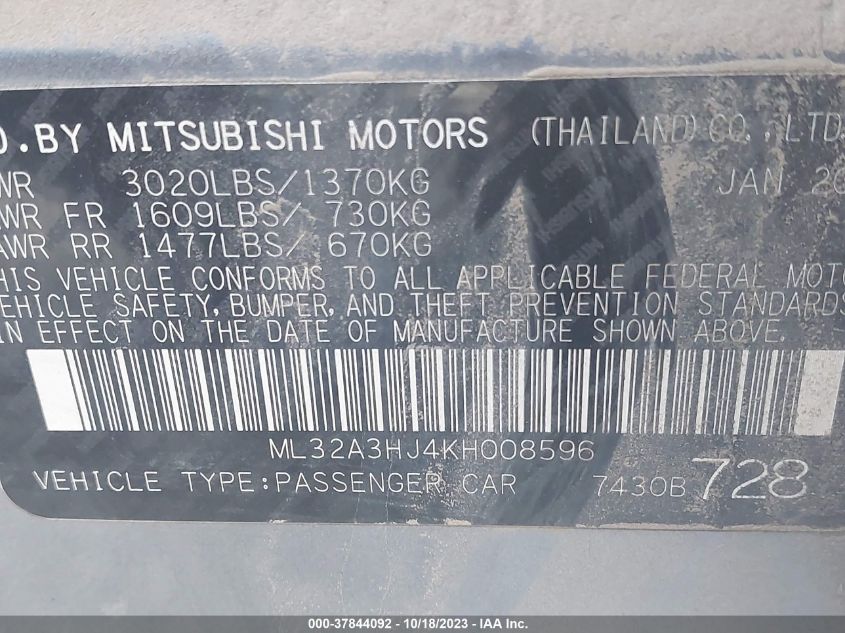 D.BY MITSUBISHI MOTORS (THAILAND) CO., LTD.
WR 3020LBS/1370KG JAN 20
AWR FR 1609LBS/ 730KG
AWR RR 1477LBS/ 670KG
HIS VEHICLE CONFORMS TO ALL APPLICABLE FEDERAL MOTO
EHICLE SAFETY, BUMPER, AND THEFT PREVENTION STANDARDS
IN EFFECT ON THE DATE OF MANUFACTURE SHOWN ABOVE.
ML32A3HJ4KH008596
VEHICLE TYPE:PASSENGER CAR 7430B 728
000-37844092 - 10/18/2023 - IAA Inc.